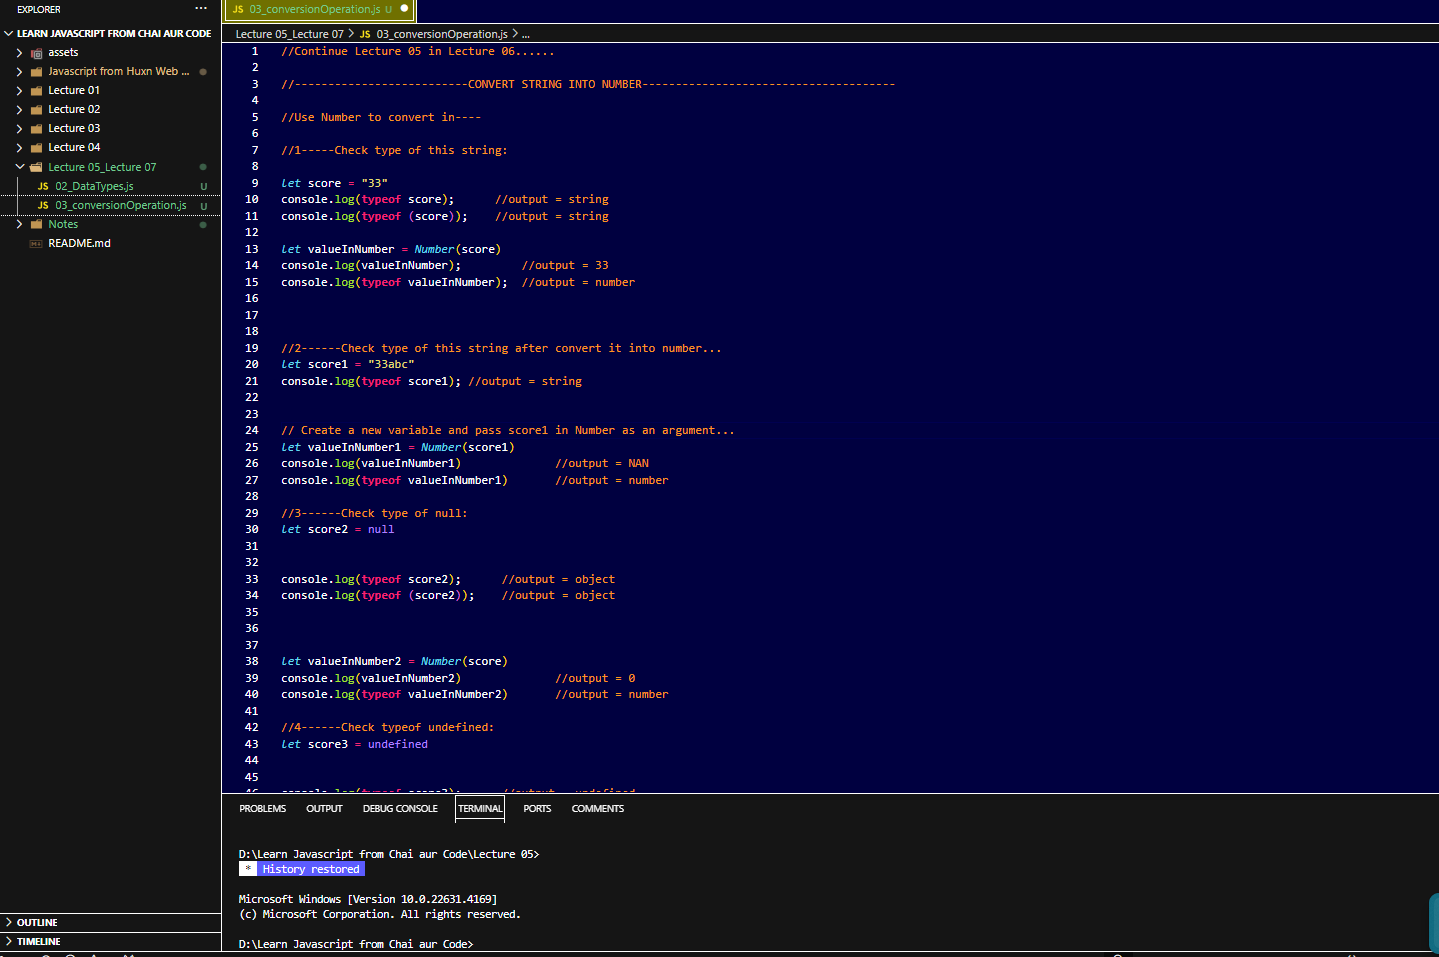 EXPLORER ...
LEARN JAVASCRIPT FROM CHAI AUR CODE
assets
Javascript from Huxn Web ...
Lecture 01
Lecture 02
Lecture 03
Lecture 04
Lecture 05_Lecture 07
JS 02_DataTypes.js U
JS 03_conversionOperation.js U
Notes
README.md
OUTLINE
TIMELINE
JS 03_conversionOperation.js U
Lecture 05_Lecture 07 > JS 03_conversionOperation.js > ...
1 //Continue Lecture 05 in Lecture 06......
2
3 //--------------------------CONVERT STRING INTO NUMBER--------------------------------------
4
5 //Use Number to convert in----
6
7 //1-----Check type of this string:
8
9 let score = "33"
10 console.log(typeof score); //output = string
11 console.log(typeof (score)); //output = string
12
13 let valueInNumber = Number(score)
14 console.log(valueInNumber); //output = 33
15 console.log(typeof valueInNumber); //output = number
16
17
18
19 //2------Check type of this string after convert it into number...
20 let score1 = "33abc"
21 console.log(typeof score1); //output = string
22
23
24 // Create a new variable and pass score1 in Number as an argument...
25 let valueInNumber1 = Number(score1)
26 console.log(valueInNumber1) //output = NAN
27 console.log(typeof valueInNumber1) //output = number
28
29 //3------Check type of null:
30 let score2 = null
31
32
33 console.log(typeof score2); //output = object
34 console.log(typeof (score2)); //output = object
35
36
37
38 let valueInNumber2 = Number(score)
39 console.log(valueInNumber2) //output = 0
40 console.log(typeof valueInNumber2) //output = number
41
42 //4------Check typeof undefined:
43 let score3 = undefined
44
45
PROBLEMS OUTPUT DEBUG CONSOLE TERMINAL PORTS COMMENTS
D:\Learn Javascript from Chai aur Code\Lecture 05>
* History restored
Microsoft Windows [Version 10.0.22631.4169]
(c) Microsoft Corporation. All rights reserved.
D:\Learn Javascript from Chai aur Code>